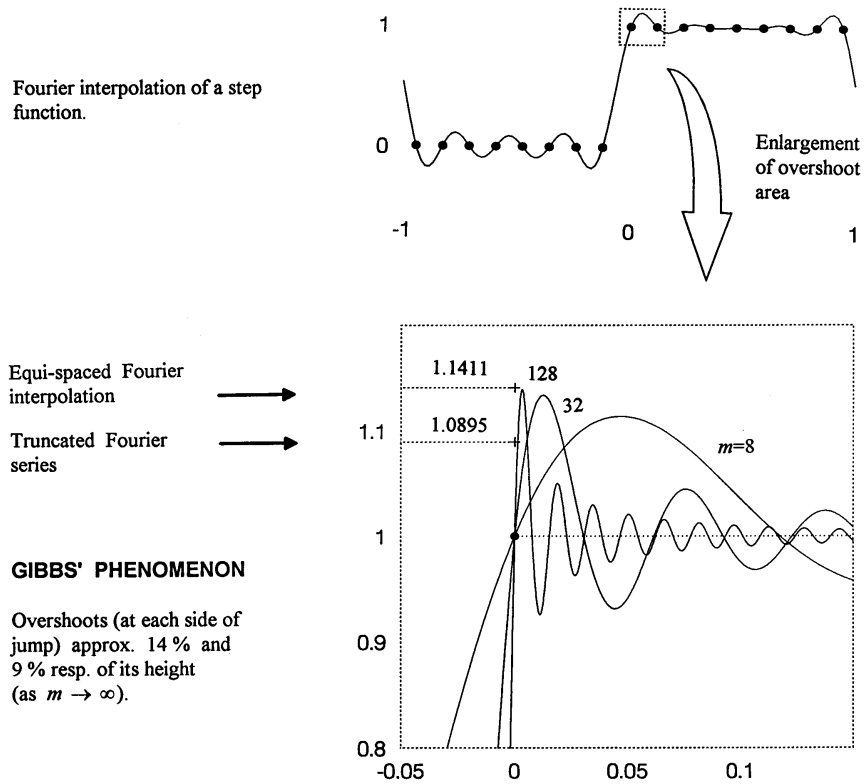 1
Fourier interpolation of a step
function.
0
Enlargement
of overshoot
area
-1
0
1
Equi-spaced Fourier
interpolation
1.1411
128
32
Truncated Fourier
series
1.0895
1.1
m=8
1
GIBBS' PHENOMENON
Overshoots (at each side of
jump) approx. 14 % and
9 % resp. of its height
(as m → ∞).
0.9
0.8
-0.05
0
0.05
0.1